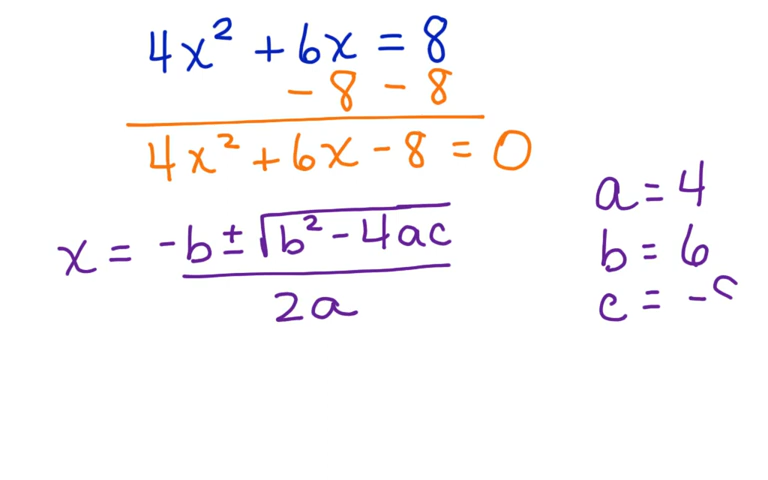 4x² + 6x = 8
- 8 - 8
4x² + 6x - 8 = 0
x = -b ± √b² - 4ac
2a
a = 4
b = 6
c = -